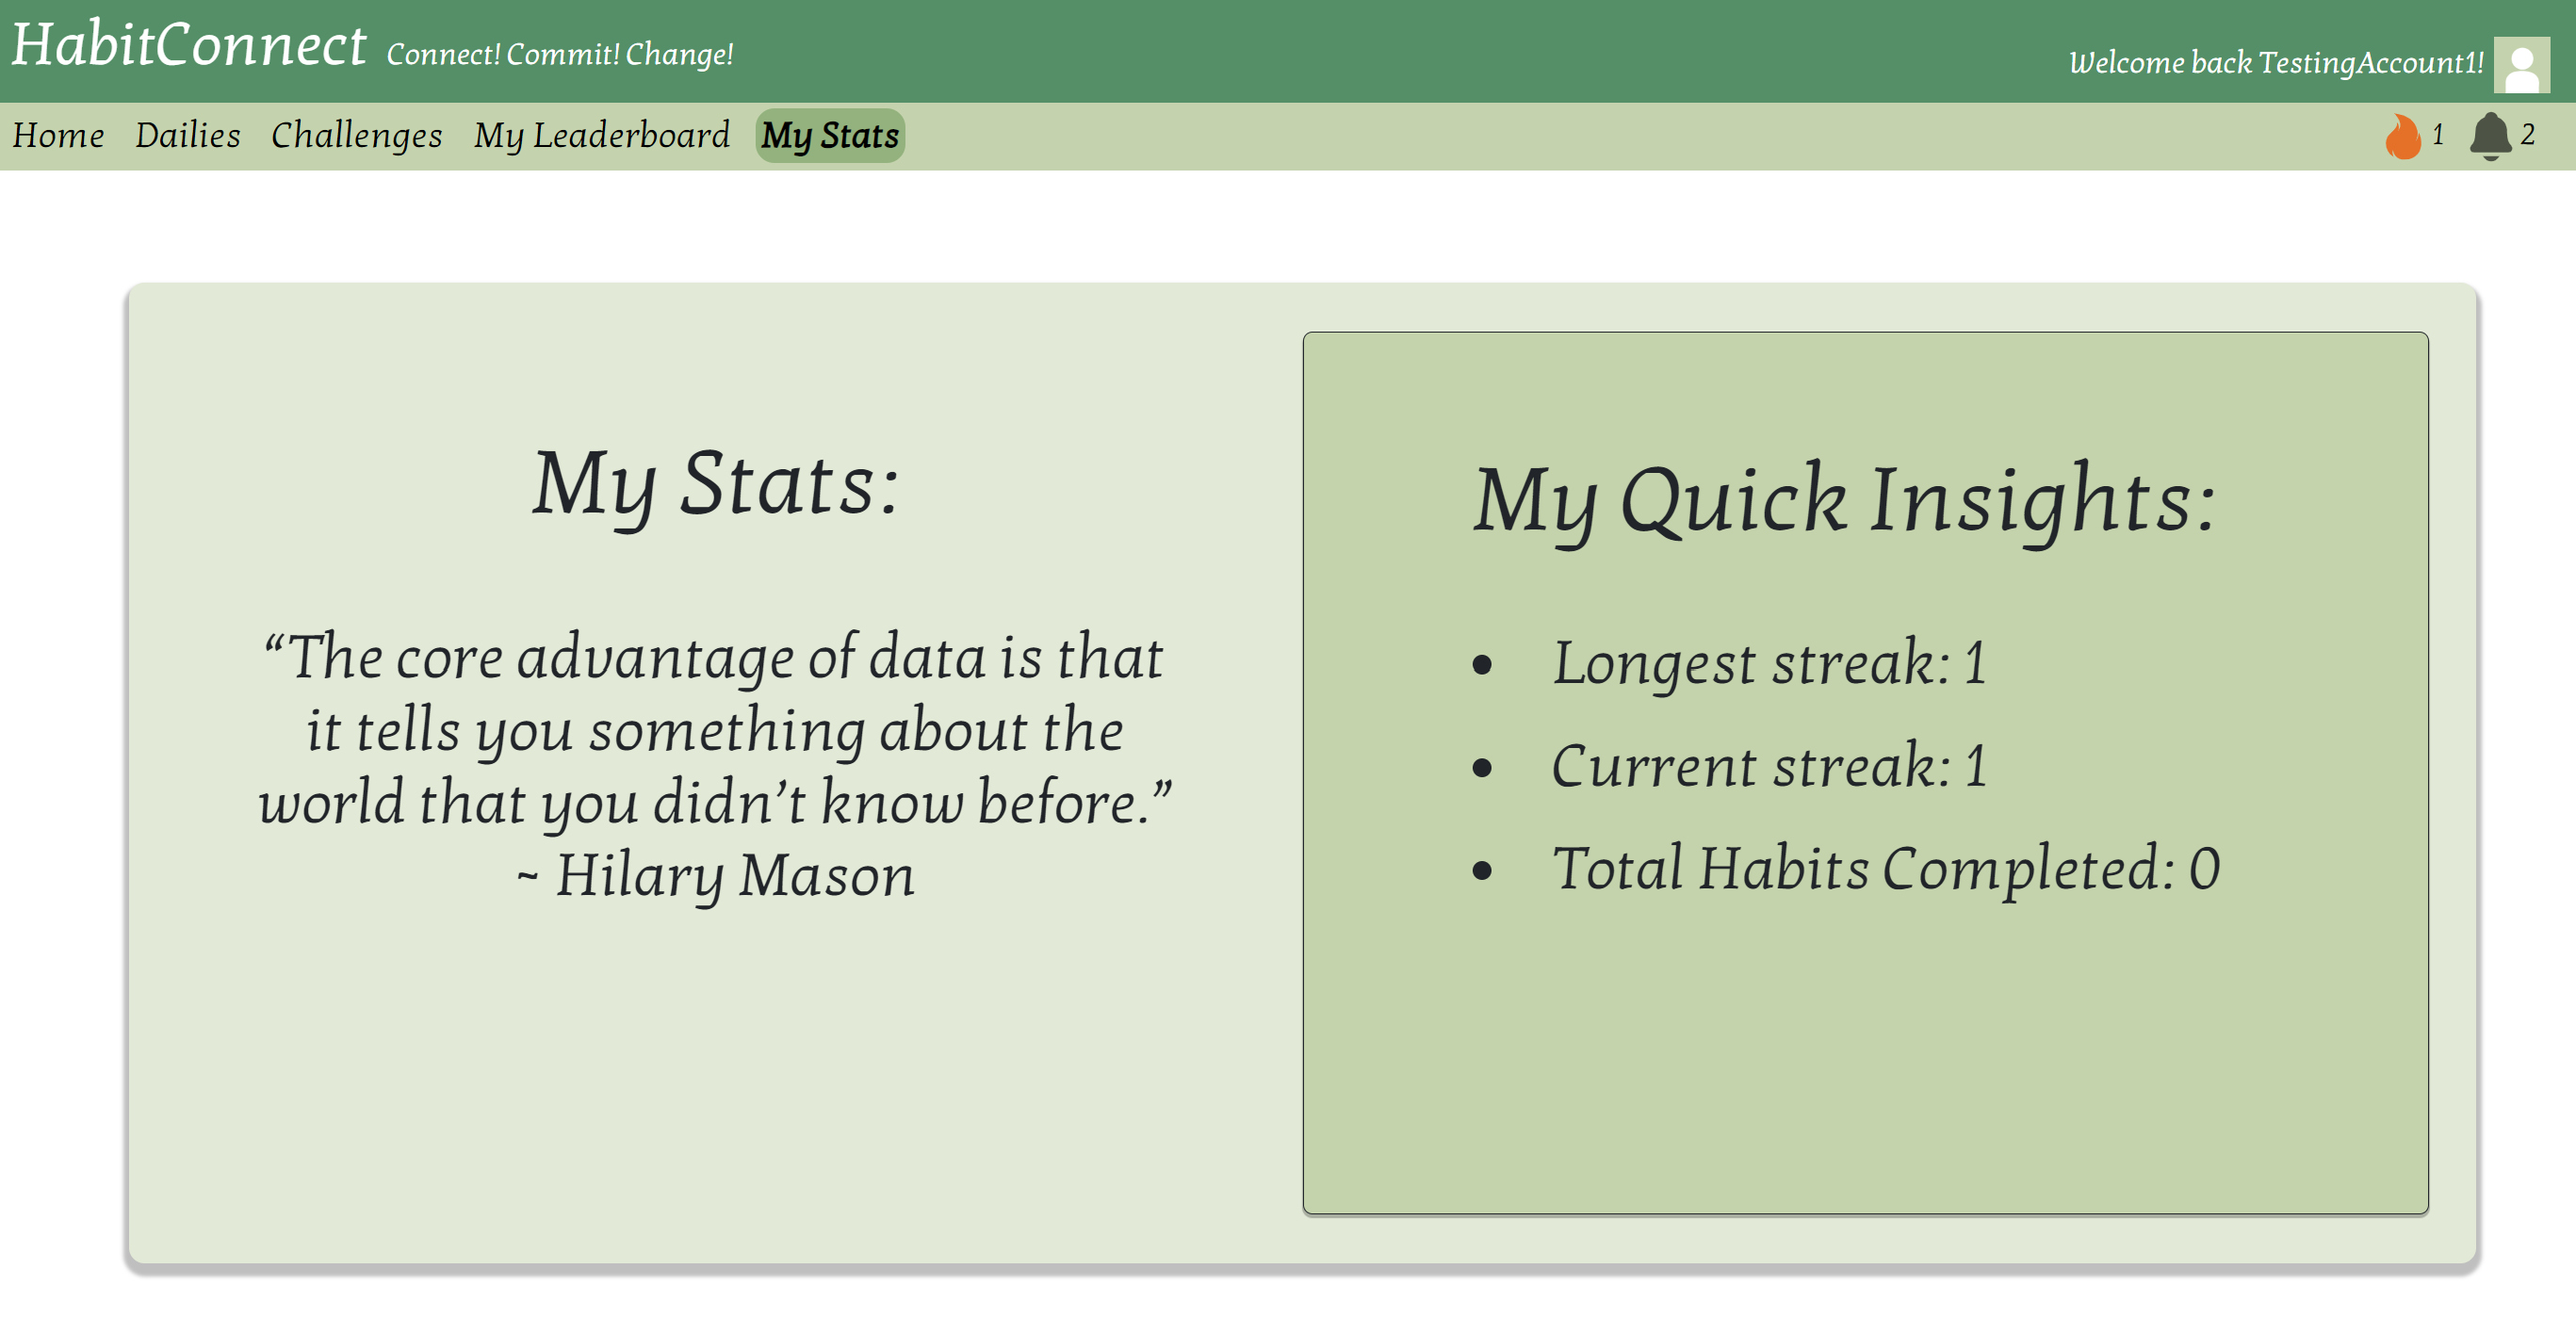 HabitConnect Connect! Commit! Change!
Welcome back TestingAccount1!
Home Dailies Challenges My Leaderboard My Stats
1 2
My Stats:
“The core advantage of data is that
it tells you something about the
world that you didn’t know before.”
~ Hilary Mason
My Quick Insights:
• Longest streak: 1
• Current streak: 1
• Total Habits Completed: 0